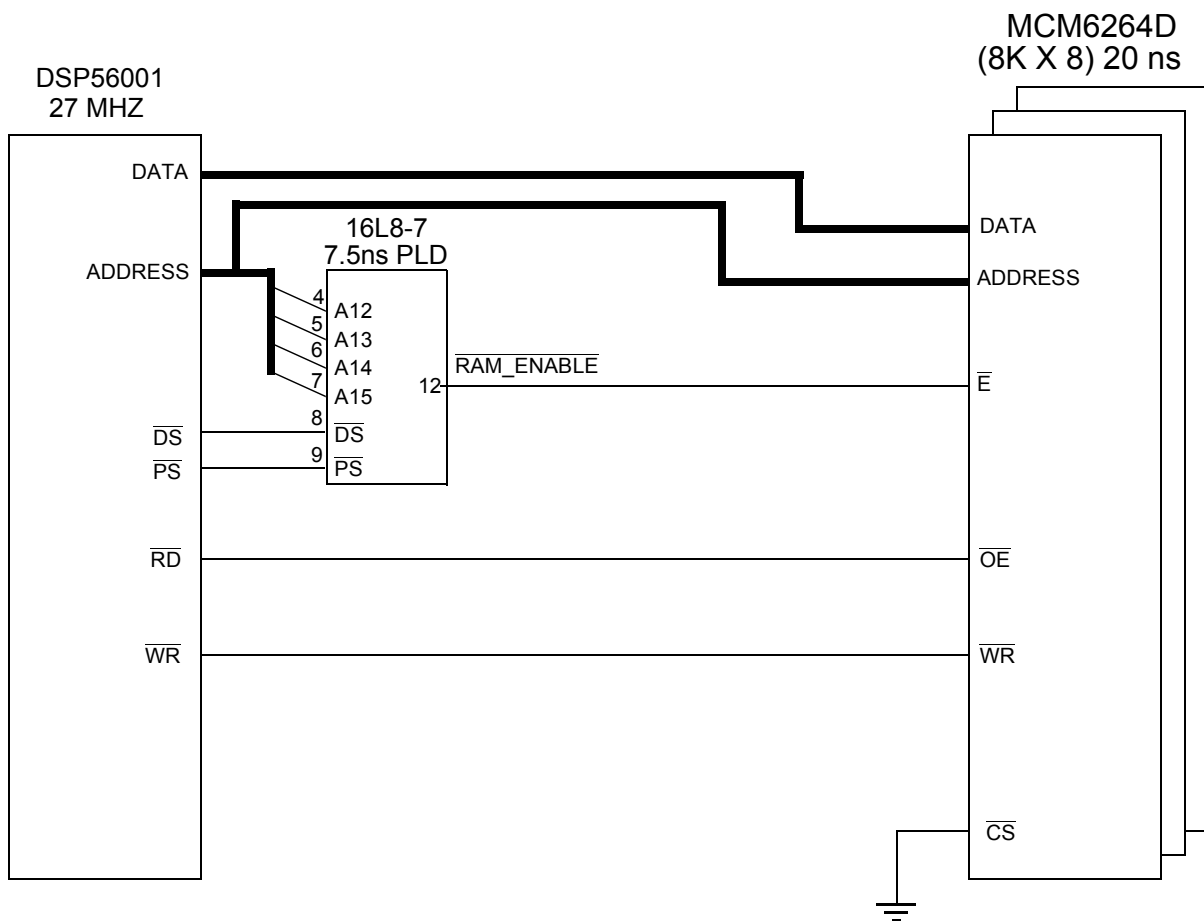 MCM6264D
(8K X 8) 20 ns
DSP56001
27 MHZ
DATA
ADDRESS
DS
PS
RD
WR
16L8-7
7.5ns PLD
4
5
6
7
8
9
A12
A13
A14
A15
DS
PS
12
RAM_ENABLE
DATA
ADDRESS
E
OE
WR
CS